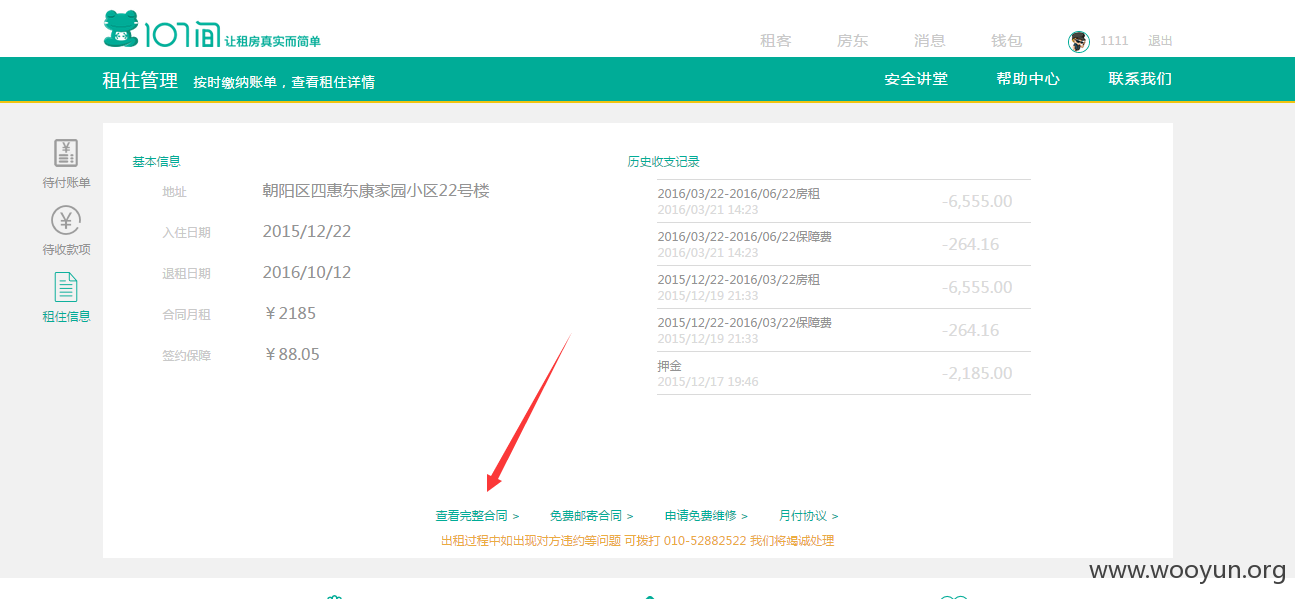 107间 让租房真实而简单
租客 房东 消息 钱包 1111 退出
租住管理 按时缴纳账单，查看租住详情 安全讲堂 帮助中心 联系我们
待付账单
待收款项
租住信息
基本信息
地址 朝阳区四惠东康家园小区22号楼
入住日期 2015/12/22
退租日期 2016/10/12
合同月租 ￥2185
签约保障 ￥88.05
历史收支记录
2016/03/22-2016/06/22房租 -6,555.00
2016/03/21 14:23
2016/03/22-2016/06/22保障费 -264.16
2016/03/21 14:23
2015/12/22-2016/03/22房租 -6,555.00
2015/12/19 21:33
2015/12/22-2016/03/22保障费 -264.16
2015/12/19 21:33
押金 -2,185.00
2015/12/17 19:46
查看完整合同 > 免费邮寄合同 > 申请免费维修 > 月付协议 >
出租过程中如出现对方违约等问题 可拨打 010-52882522 我们将竭诚处理
www.wooyun.org